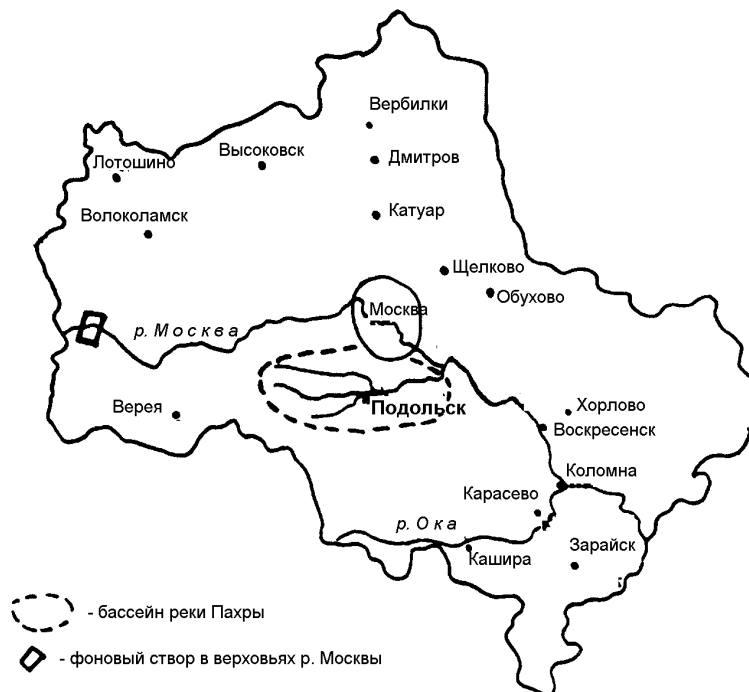 Вербилки
Высоковск
Дмитров
Лотошино
Катуар
Волоколамск
Щелково
Обухово
Москва
р. Москва
Хорлово
Верея
Подольск
Воскресенск
Коломна
Карасево
р. Ока
Кашира
Зарайск
- бассейн реки Пахры
- фоновый створ в верховьях р. Москвы